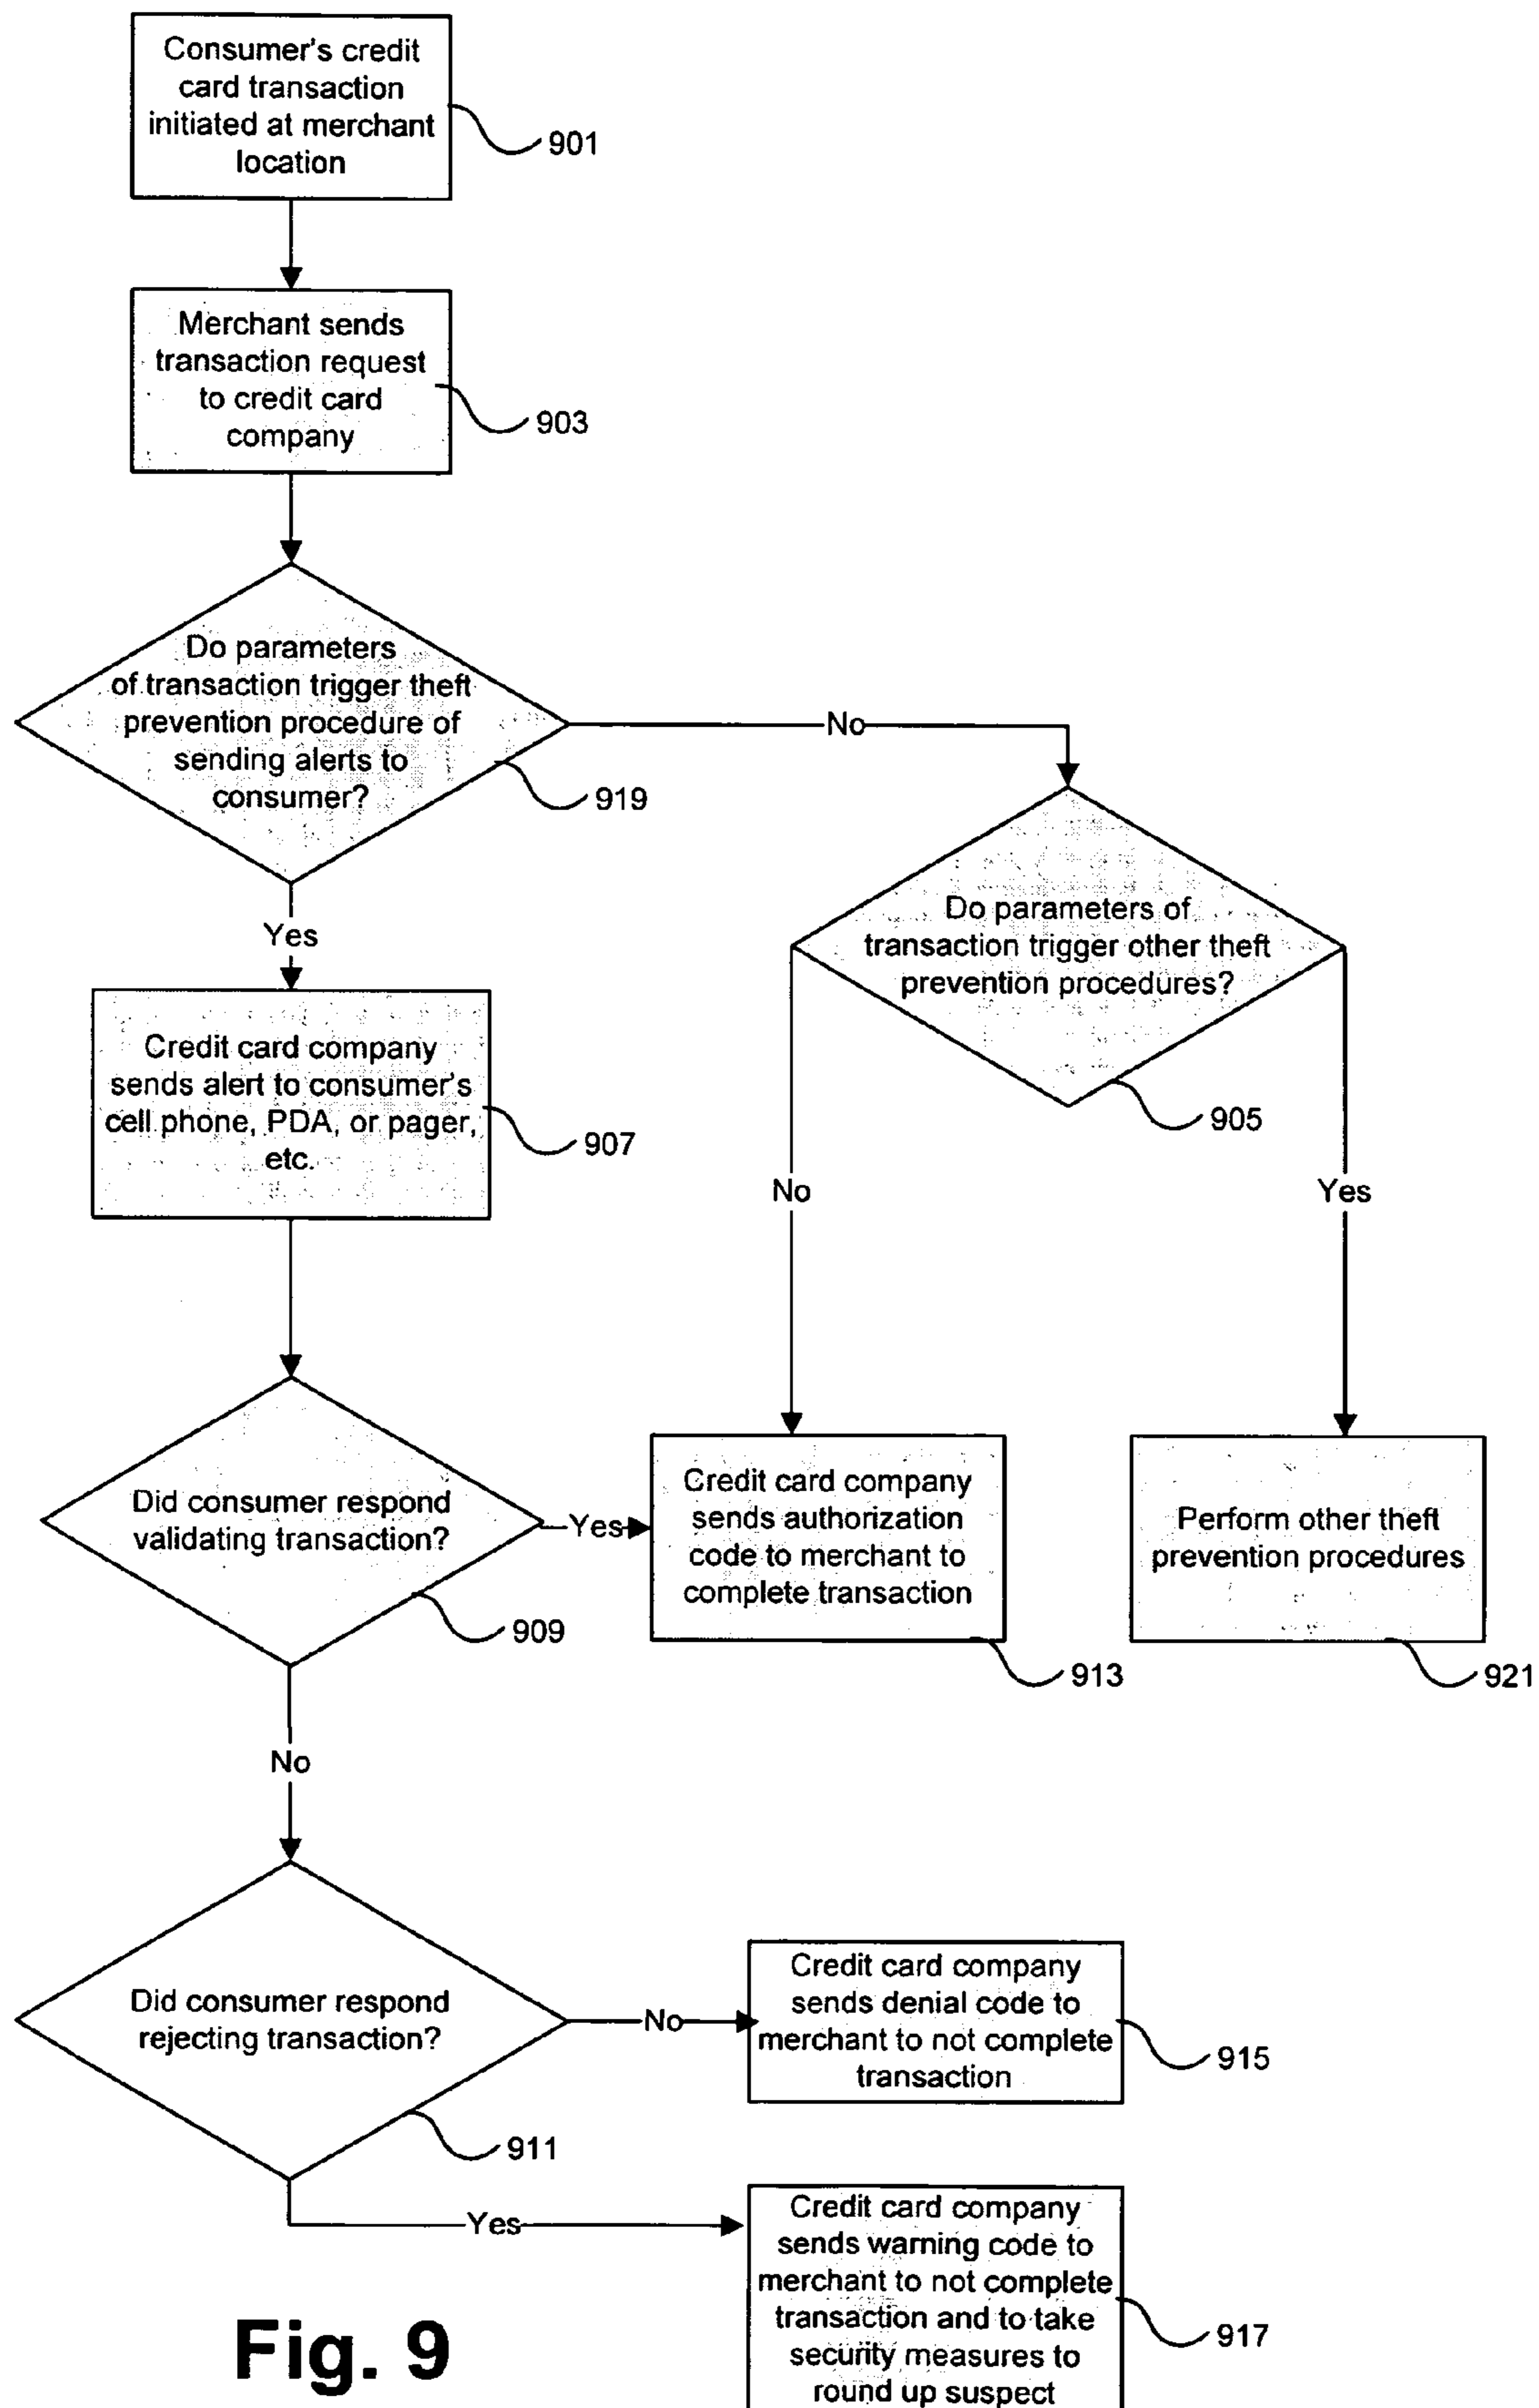 Consumer's credit
card transaction
initiated at merchant
location
901
Merchant sends
transaction request
to credit card
company
903
Do parameters
of transaction trigger theft
prevention procedure of
sending alerts to
consumer?
919
No
Yes
Do parameters of
transaction trigger other theft
prevention procedures?
905
Credit card company
sends alert to consumer's
cell phone, PDA, or pager,
etc.
907
No
Yes
Did consumer respond
validating transaction?
909
Yes
Credit card company
sends authorization
code to merchant to
complete transaction
913
Perform other theft
prevention procedures
921
No
Did consumer respond
rejecting transaction?
911
No
Credit card company
sends denial code to
merchant to not complete
transaction
915
Yes
Credit card company
sends warning code to
merchant to not complete
transaction and to take
security measures to
round up suspect
917
Fig. 9